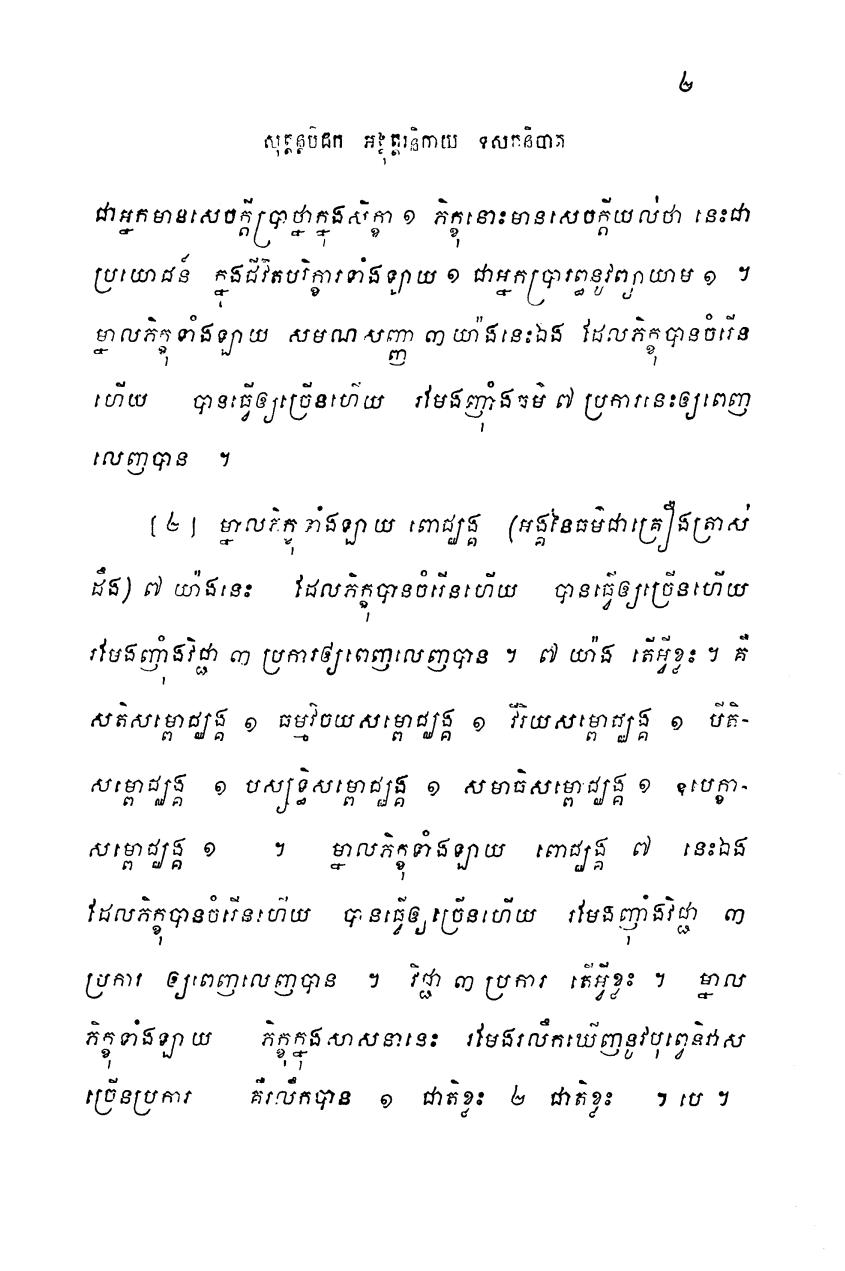 ២
សុត្តន្តបិដក អង្គុត្តរនិកាយ ទសកនិបាត
ជាអ្នកមានសេចក្តីប្រាថ្នាក្នុងសិក្ខា ១ ភិក្ខុនោះមានសេចក្តីយល់ថា នេះជា
ប្រយោជន៍ ក្នុងជីវិតបរិក្ខារទាំងឡាយ ១ ជាអ្នកប្រារព្ធនូវព្យាយាម ១ ។
ម្នាលភិក្ខុទាំងឡាយ សមណសញ្ញា ៣ យ៉ាងនេះឯង ដែលភិក្ខុបានចំរើន
ហើយ បានធ្វើឲ្យច្រើនហើយ រមែងញ៉ាំងធម៌ ៧ ប្រការនេះឲ្យពេញ
លេញបាន ។
[២] ម្នាលភិក្ខុទាំងឡាយ ពោជ្ឈង្គ (អង្គនៃធម៌ជាគ្រឿងត្រាស់
ដឹង) ៧ យ៉ាងនេះ ដែលភិក្ខុបានចំរើនហើយ បានធ្វើឲ្យច្រើនហើយ
រមែងញ៉ាំងវិជ្ជា ៣ ប្រការឲ្យពេញលេញបាន ។ ៧ យ៉ាង តើអ្វីខ្លះ ។ គឺ
សតិសម្ពោជ្ឈង្គ ១ ធម្មវិចយសម្ពោជ្ឈង្គ ១ វីរិយសម្ពោជ្ឈង្គ ១ បីតិ-
សម្ពោជ្ឈង្គ ១ បស្សទ្ធិសម្ពោជ្ឈង្គ ១ សមាធិសម្ពោជ្ឈង្គ ១ ឧបេក្ខា-
សម្ពោជ្ឈង្គ ១ ។ ម្នាលភិក្ខុទាំងឡាយ ពោជ្ឈង្គ ៧ នេះឯង
ដែលភិក្ខុបានចំរើនហើយ បានធ្វើឲ្យច្រើនហើយ រមែងញ៉ាំងវិជ្ជា ៣
ប្រការ ឲ្យពេញលេញបាន ។ វិជ្ជា ៣ ប្រការ តើអ្វីខ្លះ ។ ម្នាល
ភិក្ខុទាំងឡាយ ភិក្ខុក្នុងសាសនានេះ រមែងរលឹកឃើញនូវបុព្វេនិវាស
ច្រើនប្រការ គឺរលឹកបាន ១ ជាតិខ្លះ ២ ជាតិខ្លះ ។ បេ ។